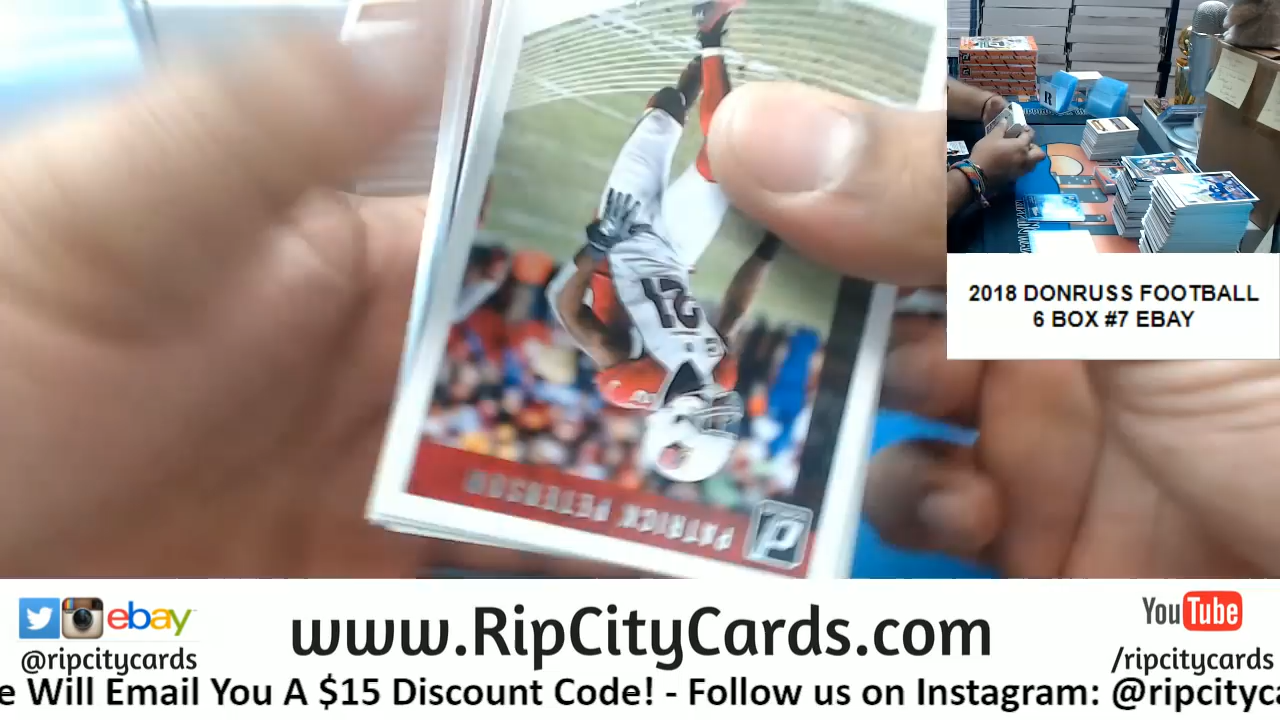 21
PATRICK PETERSON
2018 DONRUSS FOOTBALL
6 BOX #7 EBAY
ebay
@ripcitycards
www.RipCityCards.com
YouTube
/ripcitycards
e Will Email You A $15 Discount Code! - Follow us on Instagram: @ripcityca